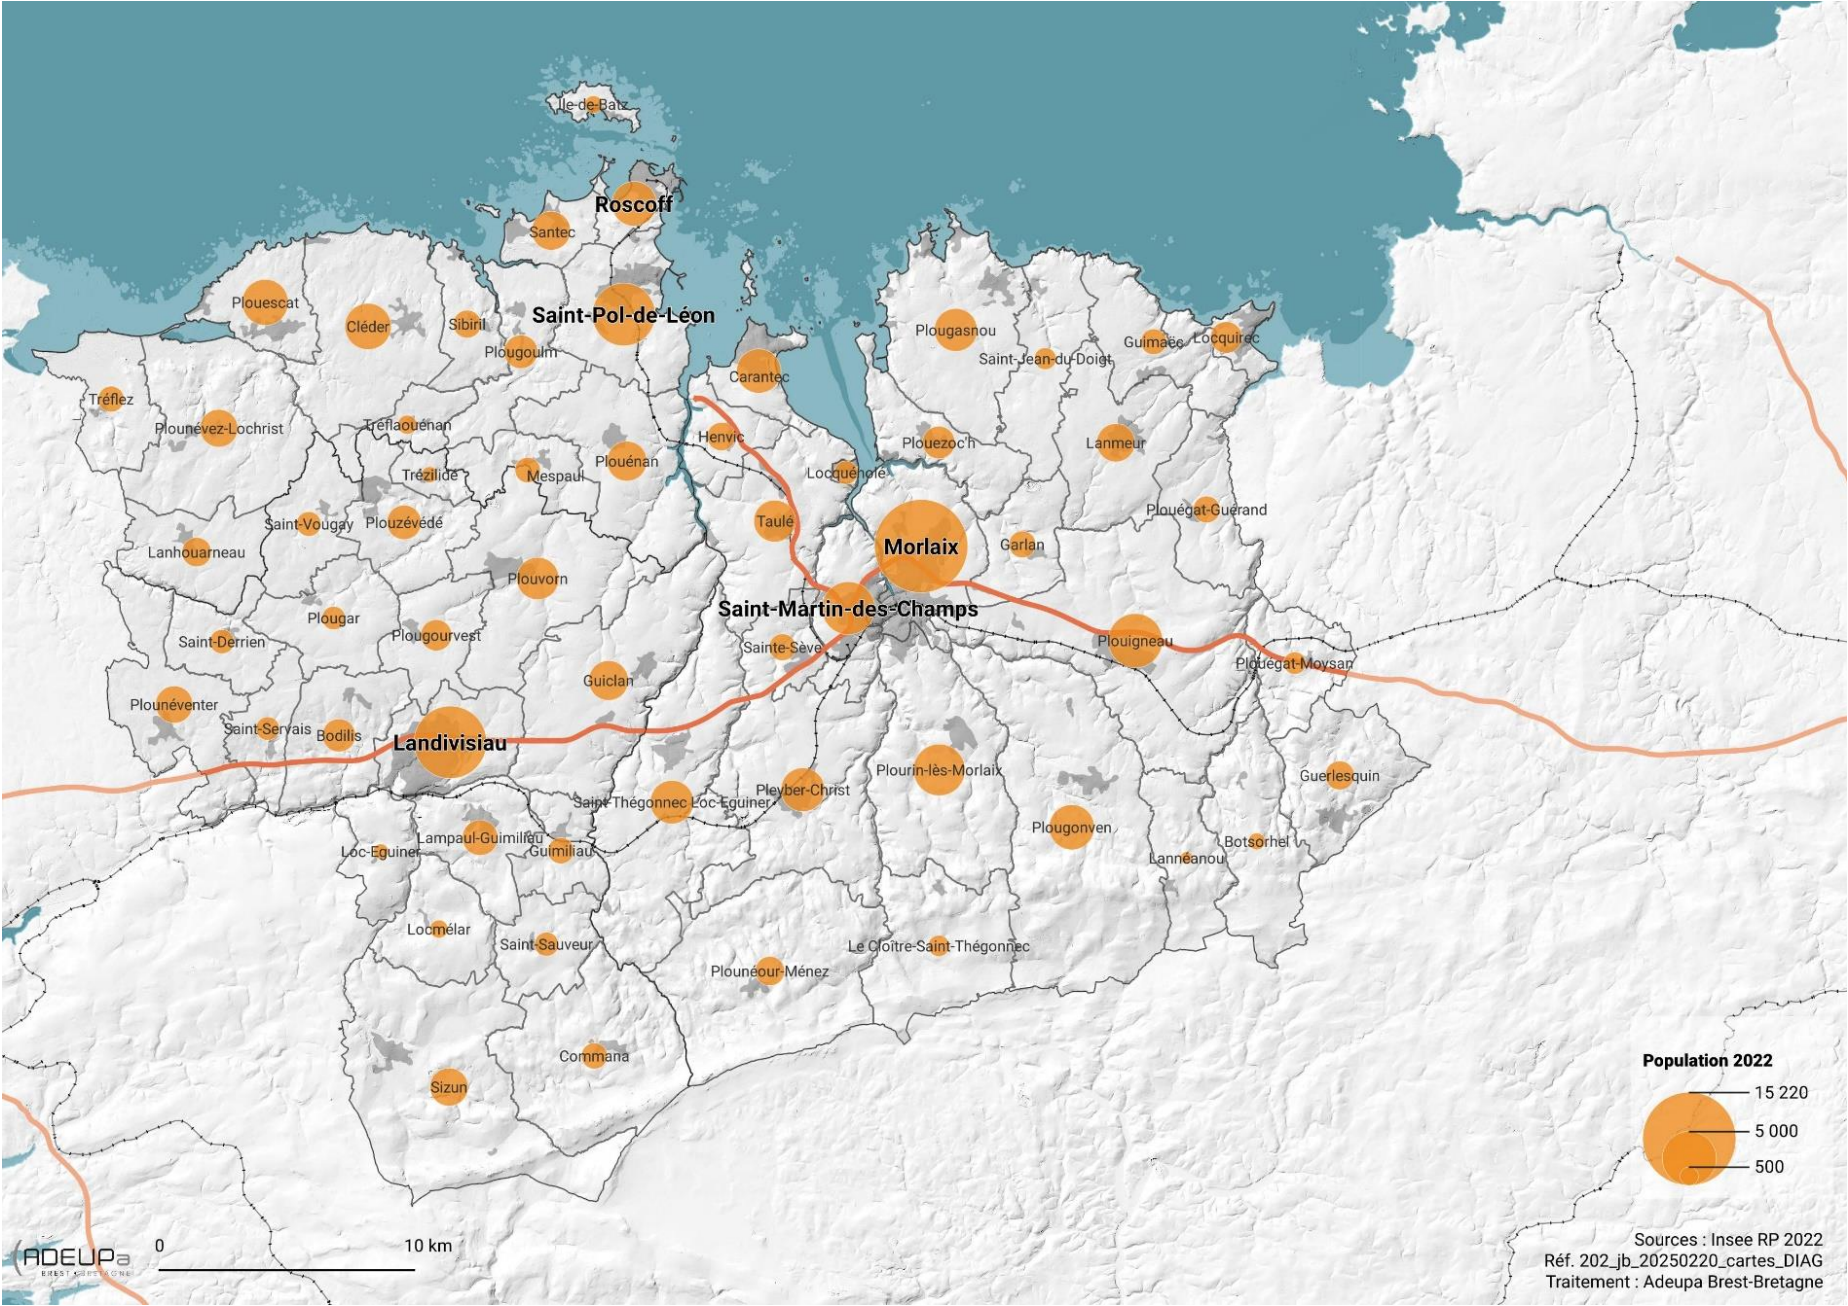 Île-de-Batz
Roscoff
Santec
Plouescat
Cléder
Sibiril
Saint-Pol-de-Léon
Plougoulm
Carantec
Plougasnou
Saint-Jean-du-Doigt
Guimaëc
Locquirec
Tréflez
Plounévez-Lochrist
Tréflaouénan
Henvic
Plouezoc'h
Lanmeur
Trézilidé
Mespaul
Plouénan
Locquénolé
Saint-Vougay
Plouzévédé
Taulé
Plouégat-Guérand
Lanhouarneau
Morlaix
Garlan
Plouvorn
Saint-Martin-des-Champs
Plougar
Plougourvest
Saint-Derrien
Sainte-Sève
Plouigneau
Plouégat-Moysan
Guiclan
Plounéventer
Saint-Servais
Bodilis
Landivisiau
Plourin-lès-Morlaix
Guerlesquin
Saint-Thégonnec Loc-Eguiner
Pleyber-Christ
Plougonven
Loc-Eguiner
Lampaul-Guimiliau
Guimiliau
Lannéanou
Botsorhel
Locmélar
Saint-Sauveur
Le Cloître-Saint-Thégonnec
Plounéour-Ménez
Commana
Sizun
Population 2022
15 220
5 000
500
ADEUPa
BREST BRETAGNE
0
10 km
Sources : Insee RP 2022
Réf. 202_jb_20250220_cartes_DIAG
Traitement : Adeupa Brest-Bretagne